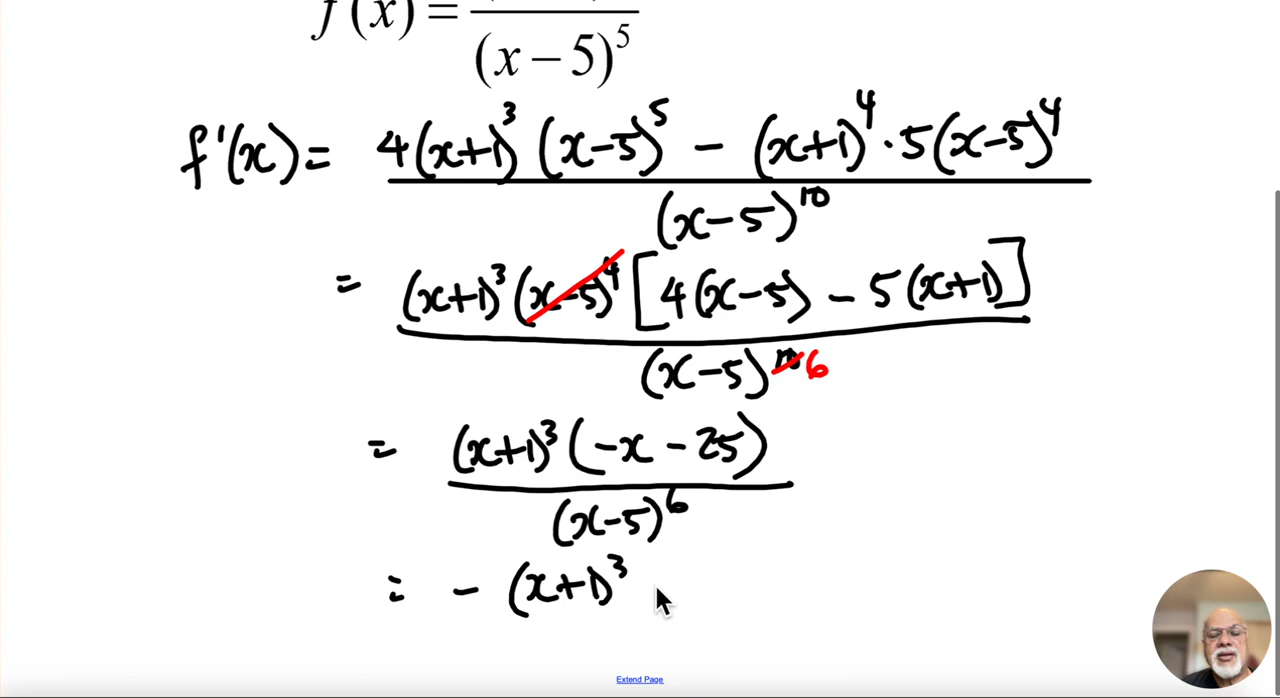 f(x) =
(x − 5)^5
f'(x) = 4(x+1)^3 (x−5)^5 − (x+1)^4 · 5(x−5)^4
(x−5)^10
= (x+1)^3 (x−5)^4 [4(x−5) − 5(x+1)]
(x−5)^10 6
= (x+1)^3 (−x − 25)
(x−5)^6
= − (x+1)^3
Extend Page